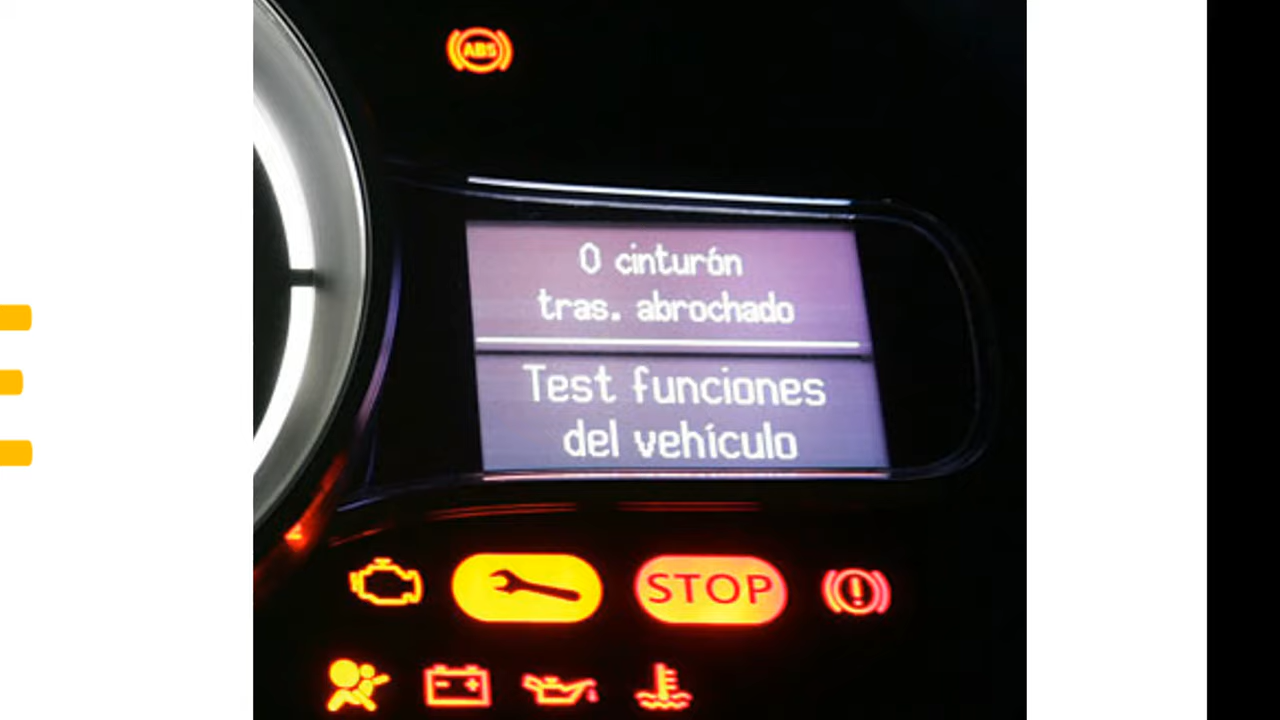 ABS
0 cinturón
tras. abrochado
Test funciones
del vehículo
STOP